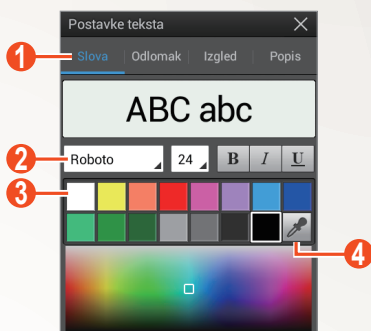 Postavke teksta
1 Slova Odlomak Izgled Popis
ABC abc
2 Roboto 24 B I U
3
4